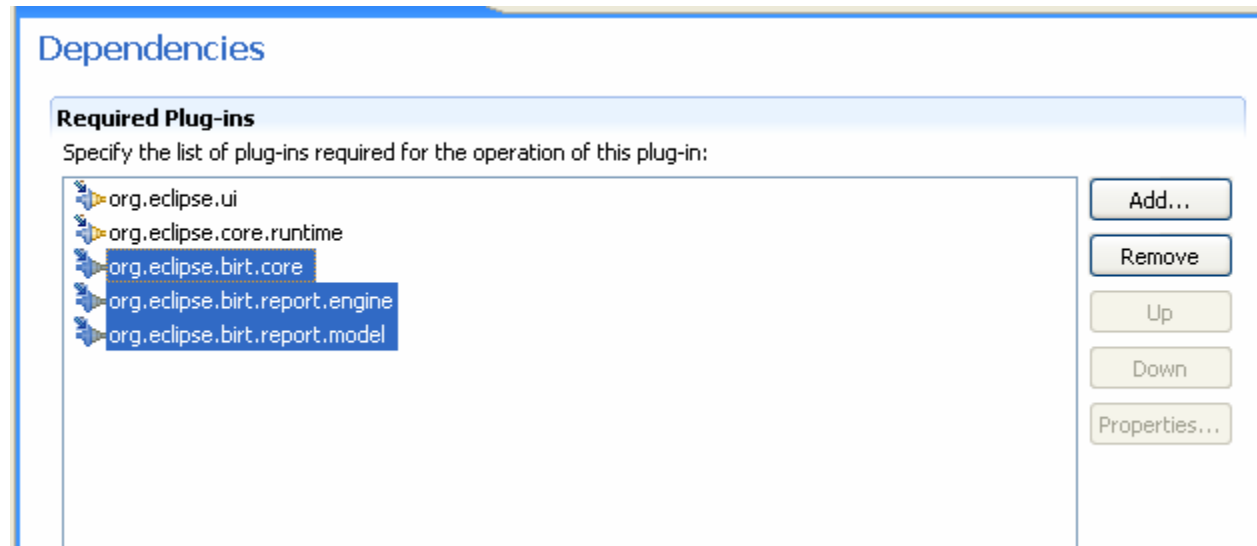 Dependencies
Required Plug-ins
Specify the list of plug-ins required for the operation of this plug-in:
org.eclipse.ui
org.eclipse.core.runtime
org.eclipse.birt.core
org.eclipse.birt.report.engine
org.eclipse.birt.report.model
Add...
Remove
Up
Down
Properties...